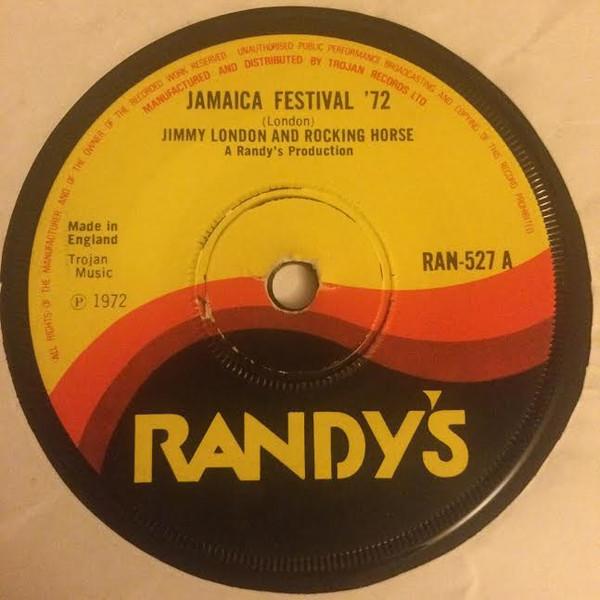 ALL RIGHTS OF THE MANUFACTURER AND OF THE OWNER OF THE RECORDED WORK RESERVED. UNAUTHORISED PUBLIC PERFORMANCE BROADCASTING AND COPYING OF THIS RECORD PROHIBITED
MANUFACTURED AND DISTRIBUTED BY TROJAN RECORDS LTD
JAMAICA FESTIVAL '72
(London)
JIMMY LONDON AND ROCKING HORSE
A Randy's Production
Made in
England
Trojan
Music
℗ 1972
RAN-527 A
RANDY'S